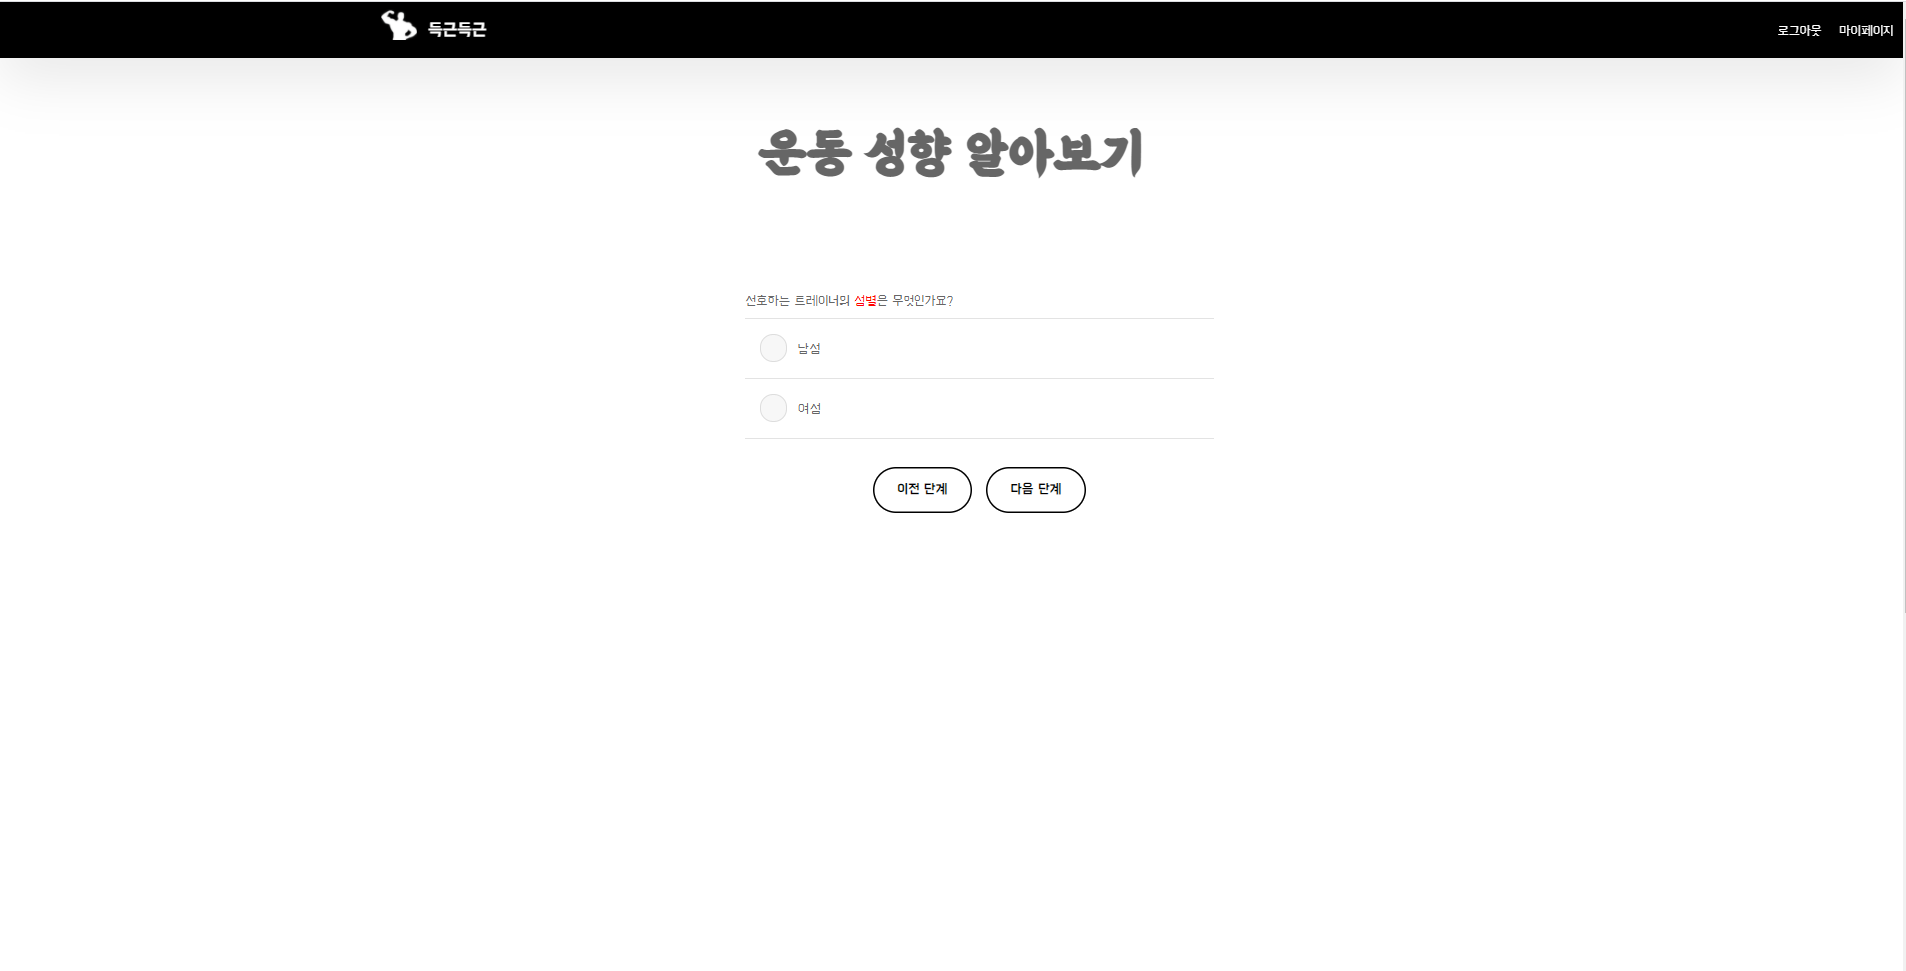 득근득근
로그아웃 마이페이지
운동 성향 알아보기
선호하는 트레이너의 성별은 무엇인가요?
남성
여성
이전 단계 다음 단계